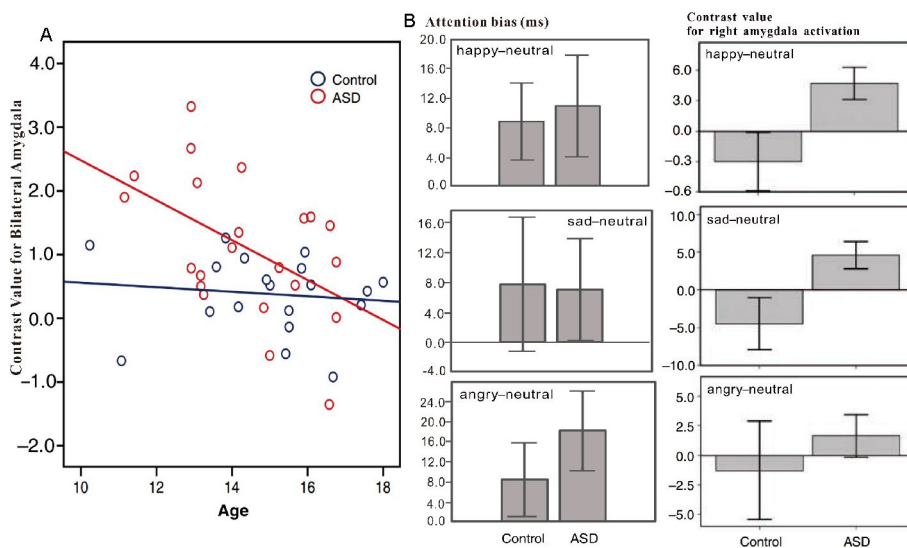 A
Contrast Value for Bilateral Amygdala
4.0
3.0
2.0
1.0
0.0
−1.0
−2.0
Control
ASD
10 12 14 16 18
Age
B Attention bias (ms)
20.0
16.0
12.0
8.0
4.0
0.0
happy–neutral
16.0
12.0
8.0
4.0
0.0
-4.0
sad–neutral
24.0
20.0
16.0
12.0
8.0
4.0
0.0
angry–neutral
Control ASD
Contrast value
for right amygdala activation
happy–neutral
6.0
3.0
0.0
−0.3
−0.6
sad–neutral
10.0
5.0
0.0
−5.0
−10.0
angry–neutral
5.0
2.5
0.0
−2.5
−5.0
Control ASD